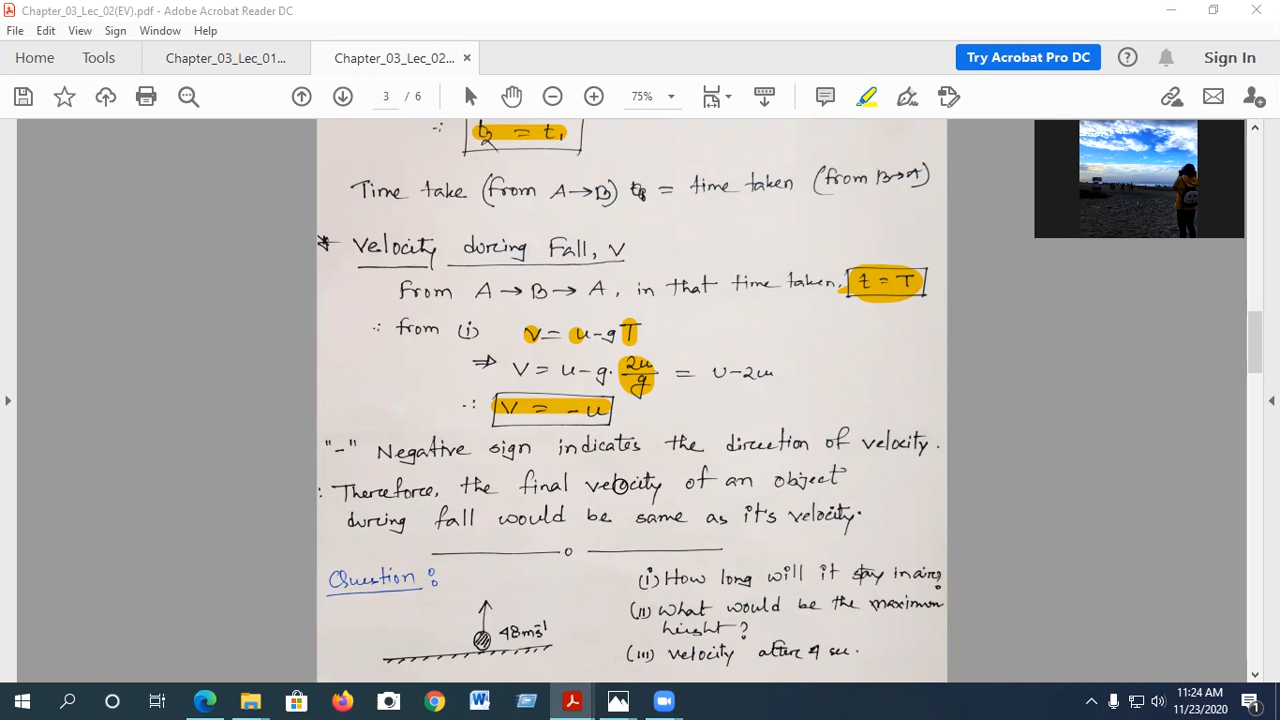 Chapter_03_Lec_02(EV).pdf - Adobe Acrobat Reader DC
File Edit View Sign Window Help
Home Tools Chapter_03_Lec_01... Chapter_03_Lec_02... × Try Acrobat Pro DC Sign In
3 / 6 75%
∴ t₂ = t₁
Time take (from A→B) = time taken (from B→A)
* Velocity during Fall, V
From A → B → A, in that time taken, t = T
∴ from (i) V = u - gT
⇒ V = u - g. 2u/g = u - 2u
∴ V = - u
"-" Negative sign indicates the direction of velocity.
: Therefore, the final velocity of an object
during fall would be same as it's velocity.
Question:
48ms⁻¹
(i) How long will it stay in air?
(ii) What would be the maximum
height?
(iii) velocity after 4 sec.
11:24 AM
11/23/2020
1